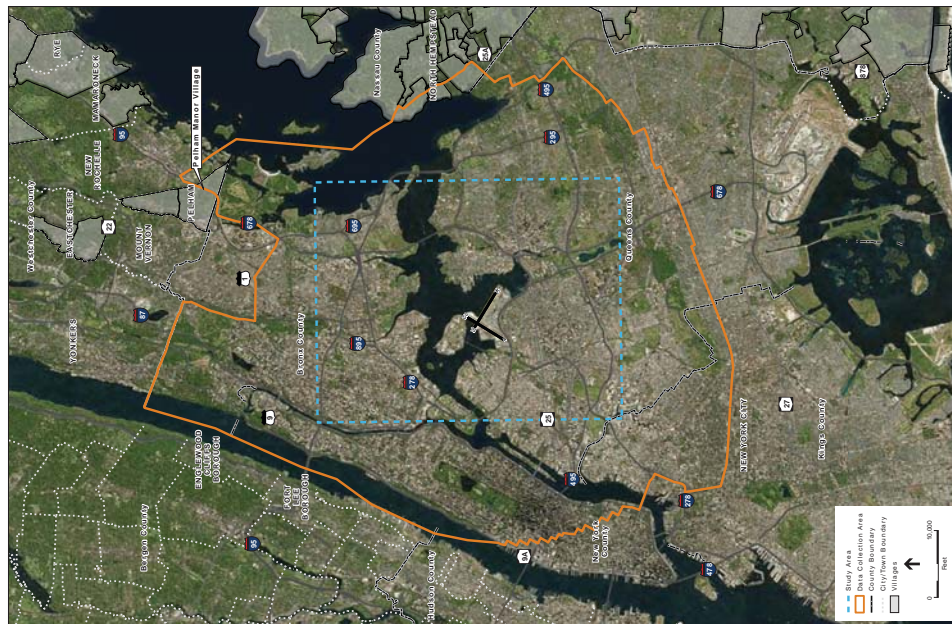 RYE
MAMARONECK
95
NEW
ROCHELLE
Pelham Manor Village
PELHAM
Westchester County
EASTCHESTER
22
MOUNT
VERNON
678
1
87
YONKERS
Nassau County
NORTH HEMPSTEAD
25A
495
295
695
895
Bronx County
278
9
ENGLEWOOD
CLIFFS
BOROUGH
FORT
LEE
BOROUGH
Bergen County
95
Hudson County
9A
New York
County
495
25
Queens County
678
878
NEW YORK CITY
27
Kings County
278
478
Study Area
Data Collection Area
County Boundary
City/Town Boundary
Villages
0
10,000
Feet